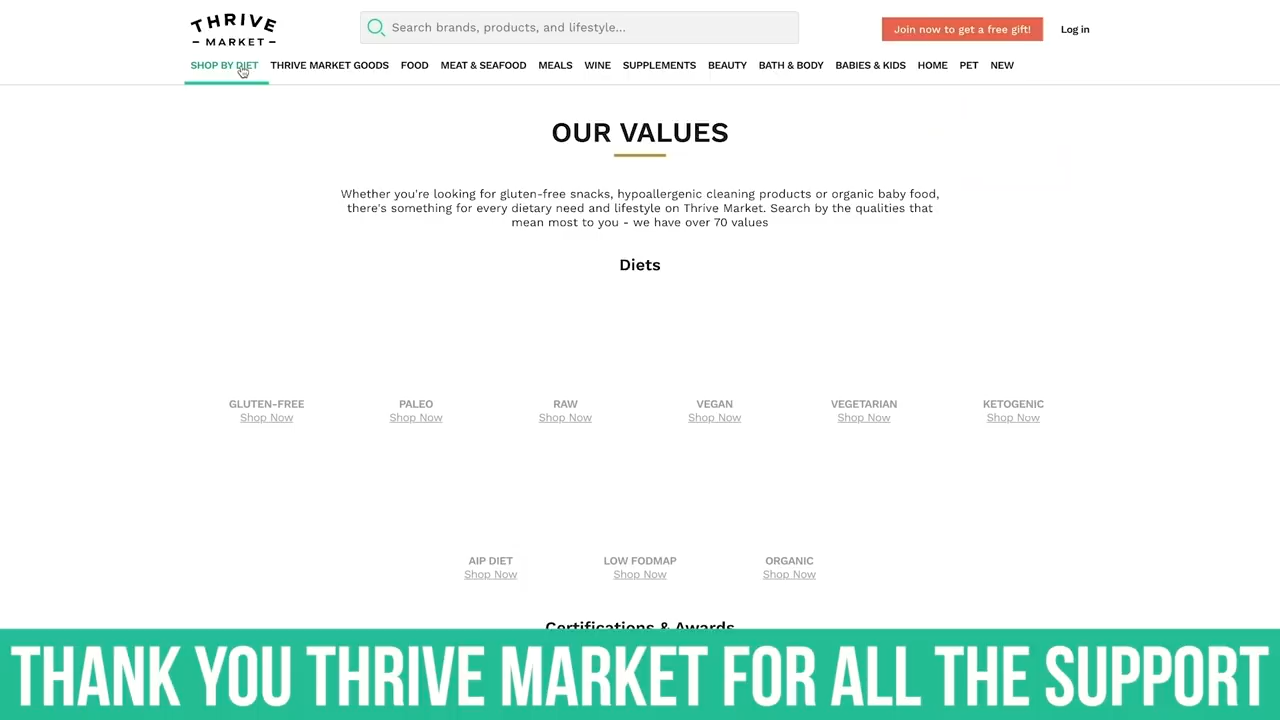 THRIVE
- MARKET -
Search brands, products, and lifestyle...
Join now to get a free gift!
Log in
SHOP BY DIET THRIVE MARKET GOODS FOOD MEAT & SEAFOOD MEALS WINE SUPPLEMENTS BEAUTY BATH & BODY BABIES & KIDS HOME PET NEW
OUR VALUES
Whether you're looking for gluten-free snacks, hypoallergenic cleaning products or organic baby food,
there's something for every dietary need and lifestyle on Thrive Market. Search by the qualities that
mean most to you - we have over 70 values
Diets
GLUTEN-FREE PALEO RAW VEGAN VEGETARIAN KETOGENIC
Shop Now Shop Now Shop Now Shop Now Shop Now Shop Now
AIP DIET LOW FODMAP ORGANIC
Shop Now Shop Now Shop Now
Certifications & Awards
THANK YOU THRIVE MARKET FOR ALL THE SUPPORT